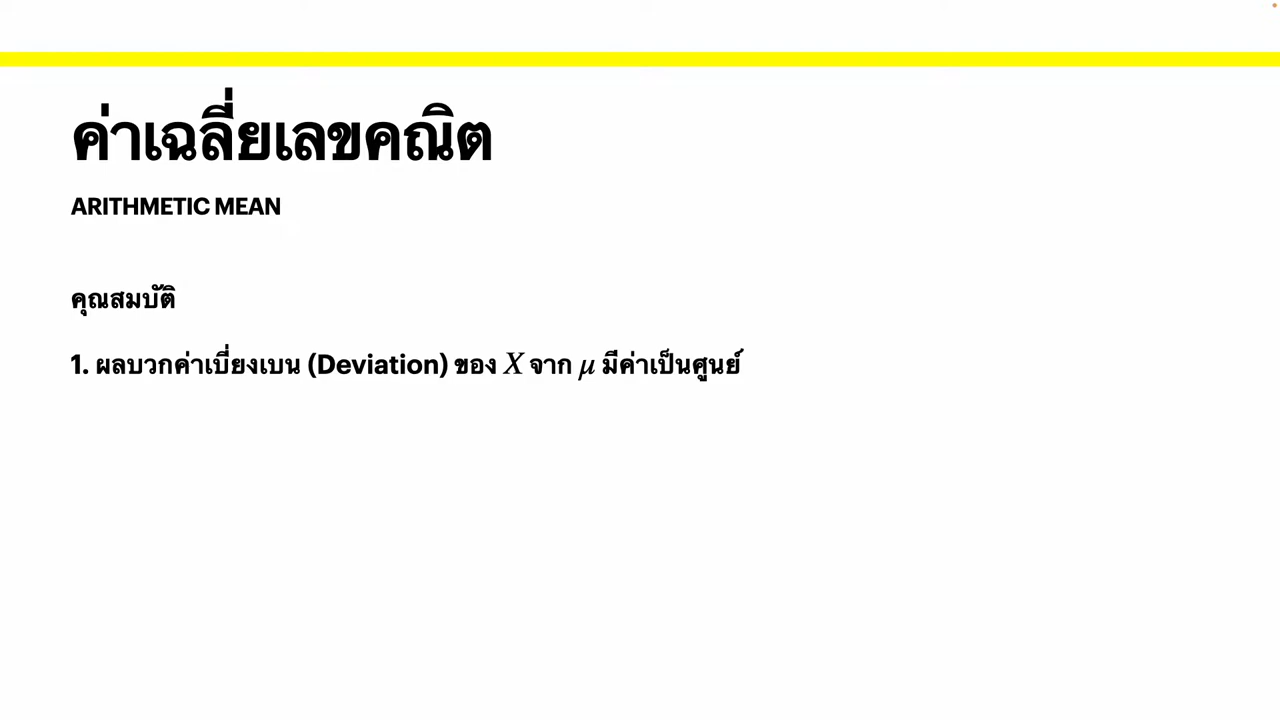 ค่าเฉลี่ยเลขคณิต
ARITHMETIC MEAN
คุณสมบัติ
1. ผลบวกค่าเบี่ยงเบน (Deviation) ของ X จาก μ มีค่าเป็นศูนย์